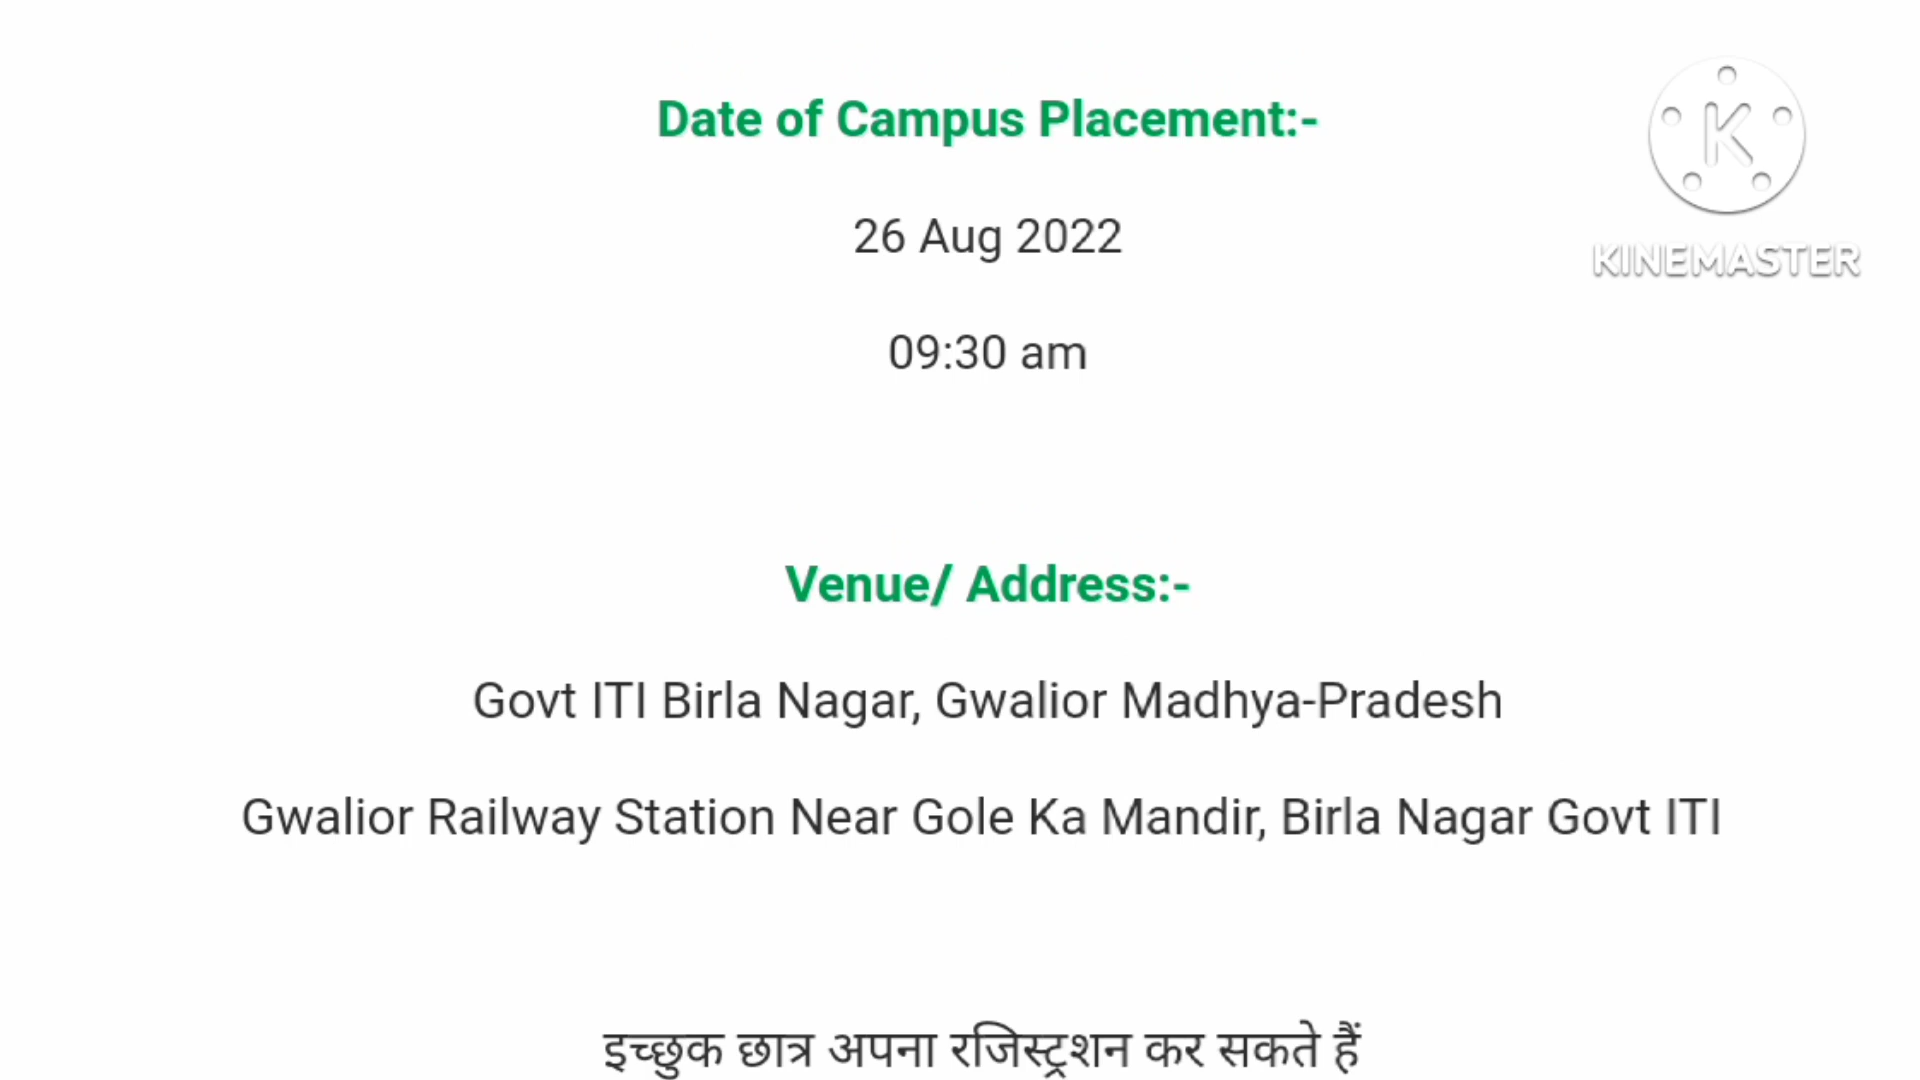 Date of Campus Placement:-
K
KINEMASTER
26 Aug 2022
09:30 am
Venue/ Address:-
Govt ITI Birla Nagar, Gwalior Madhya-Pradesh
Gwalior Railway Station Near Gole Ka Mandir, Birla Nagar Govt ITI
इच्छुक छात्र अपना रजिस्ट्रशन कर सकते हैं